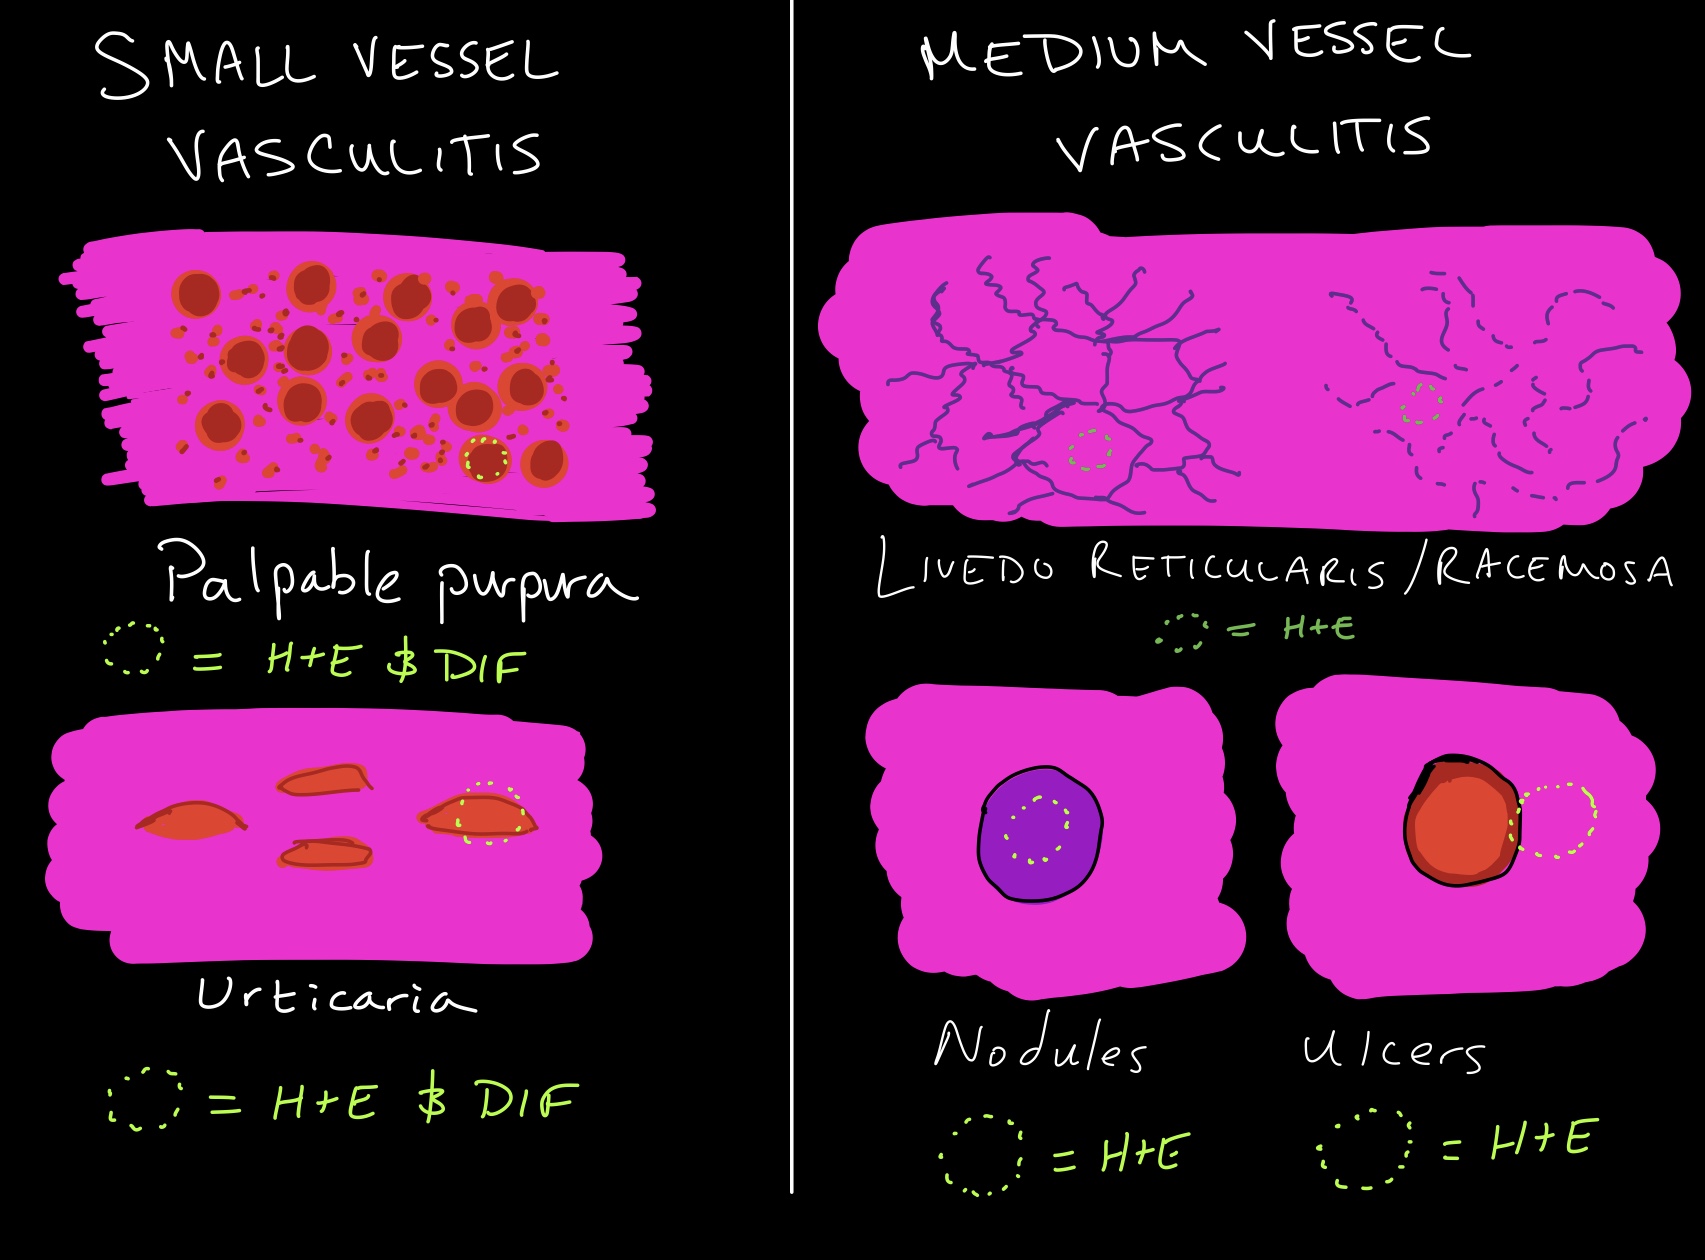 SMALL VESSEL
VASCULITIS
Palpable purpura
= H+E & DIF
Urticaria
= H+E & DIF
MEDIUM VESSEL
VASCULITIS
LIVEDO RETICULARIS/RACEMOSA
= H+E
Nodules
= H+E
Ulcers
= H+E